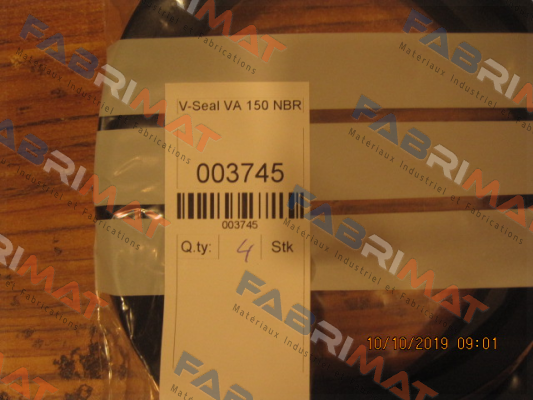 V-Seal VA 150 NBR
003745
003745
Q.ty: 4 Stk
10/10/2019 09:01
FABRIMAT
Materiaux Industriel et Fabrications